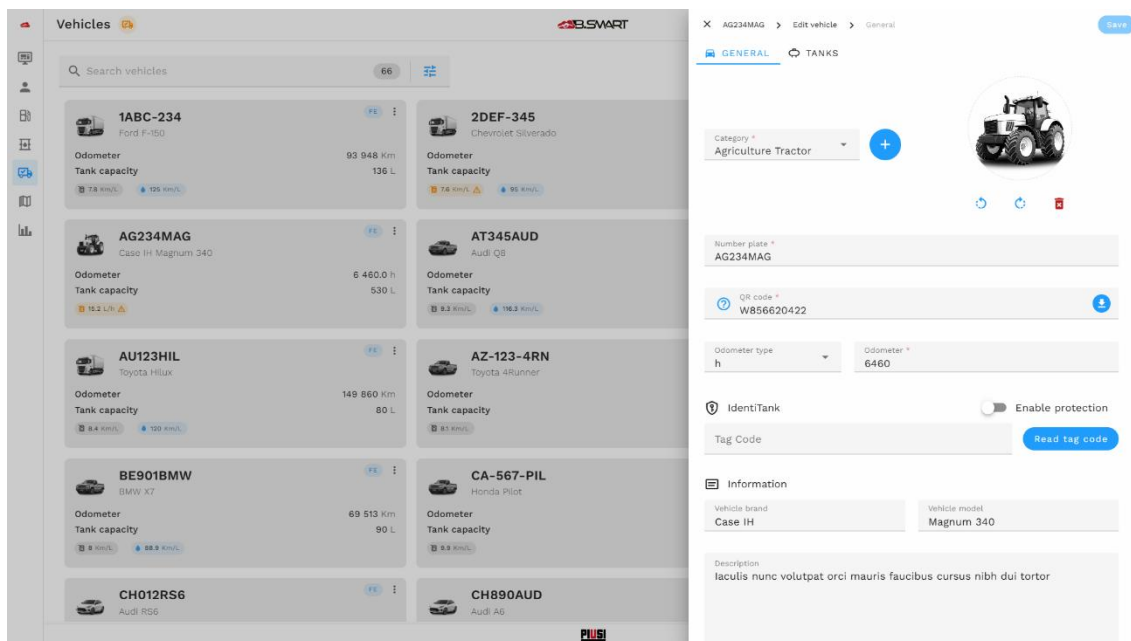 Vehicles
B.SMART
Search vehicles
66
1ABC-234
FE
Ford F-150
Odometer
93 948 Km
Tank capacity
136 L
7.8 Km/L
125 Km/L
2DEF-345
Chevrolet Silverado
Odometer
Tank capacity
7.6 Km/L
95 Km/L
AG234MAG
FE
Case IH Magnum 340
Odometer
6 460.0 h
Tank capacity
530 L
15.2 L/h
AT345AUD
Audi Q8
Odometer
Tank capacity
9.3 Km/L
116.3 Km/L
AU123HIL
FE
Toyota Hilux
Odometer
149 860 Km
Tank capacity
80 L
8.4 Km/L
120 Km/L
AZ-123-4RN
Toyota 4Runner
Odometer
Tank capacity
8.1 Km/L
BE901BMW
FE
BMW X7
Odometer
69 513 Km
Tank capacity
90 L
8 Km/L
88.9 Km/L
CA-567-PIL
Honda Pilot
Odometer
Tank capacity
9.9 Km/L
CH012RS6
FE
Audi RS6
CH890AUD
Audi A6
PIUSI
AG234MAG > Edit vehicle > General
Save
GENERAL
TANKS
Category *
Agriculture Tractor
Number plate *
AG234MAG
QR code *
W856620422
Odometer type
h
Odometer *
6460
IdentiTank
Enable protection
Tag Code
Read tag code
Information
Vehicle brand
Case IH
Vehicle model
Magnum 340
Description
Iaculis nunc volutpat orci mauris faucibus cursus nibh dui tortor